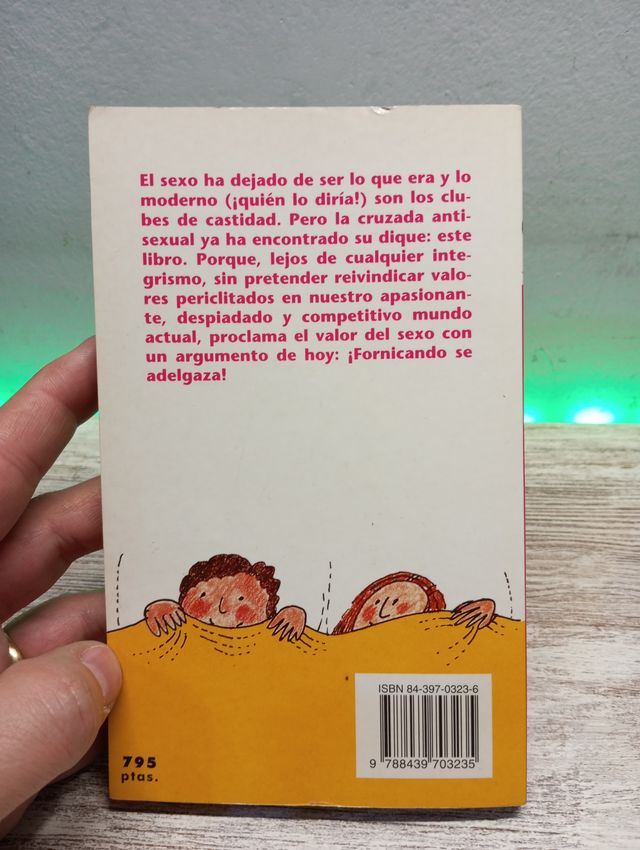 El sexo ha dejado de ser lo que era y lo
moderno (¡quién lo diría!) son los clu-
bes de castidad. Pero la cruzada anti-
sexual ya ha encontrado su dique: este
libro. Porque, lejos de cualquier inte-
grismo, sin pretender reivindicar valo-
res periclitados en nuestro apasionan-
te, despiadado y competitivo mundo
actual, proclama el valor del sexo con
un argumento de hoy: ¡Fornicando se
adelgaza!
ISBN 84-397-0323-6
9 788439 703235
795
ptas.